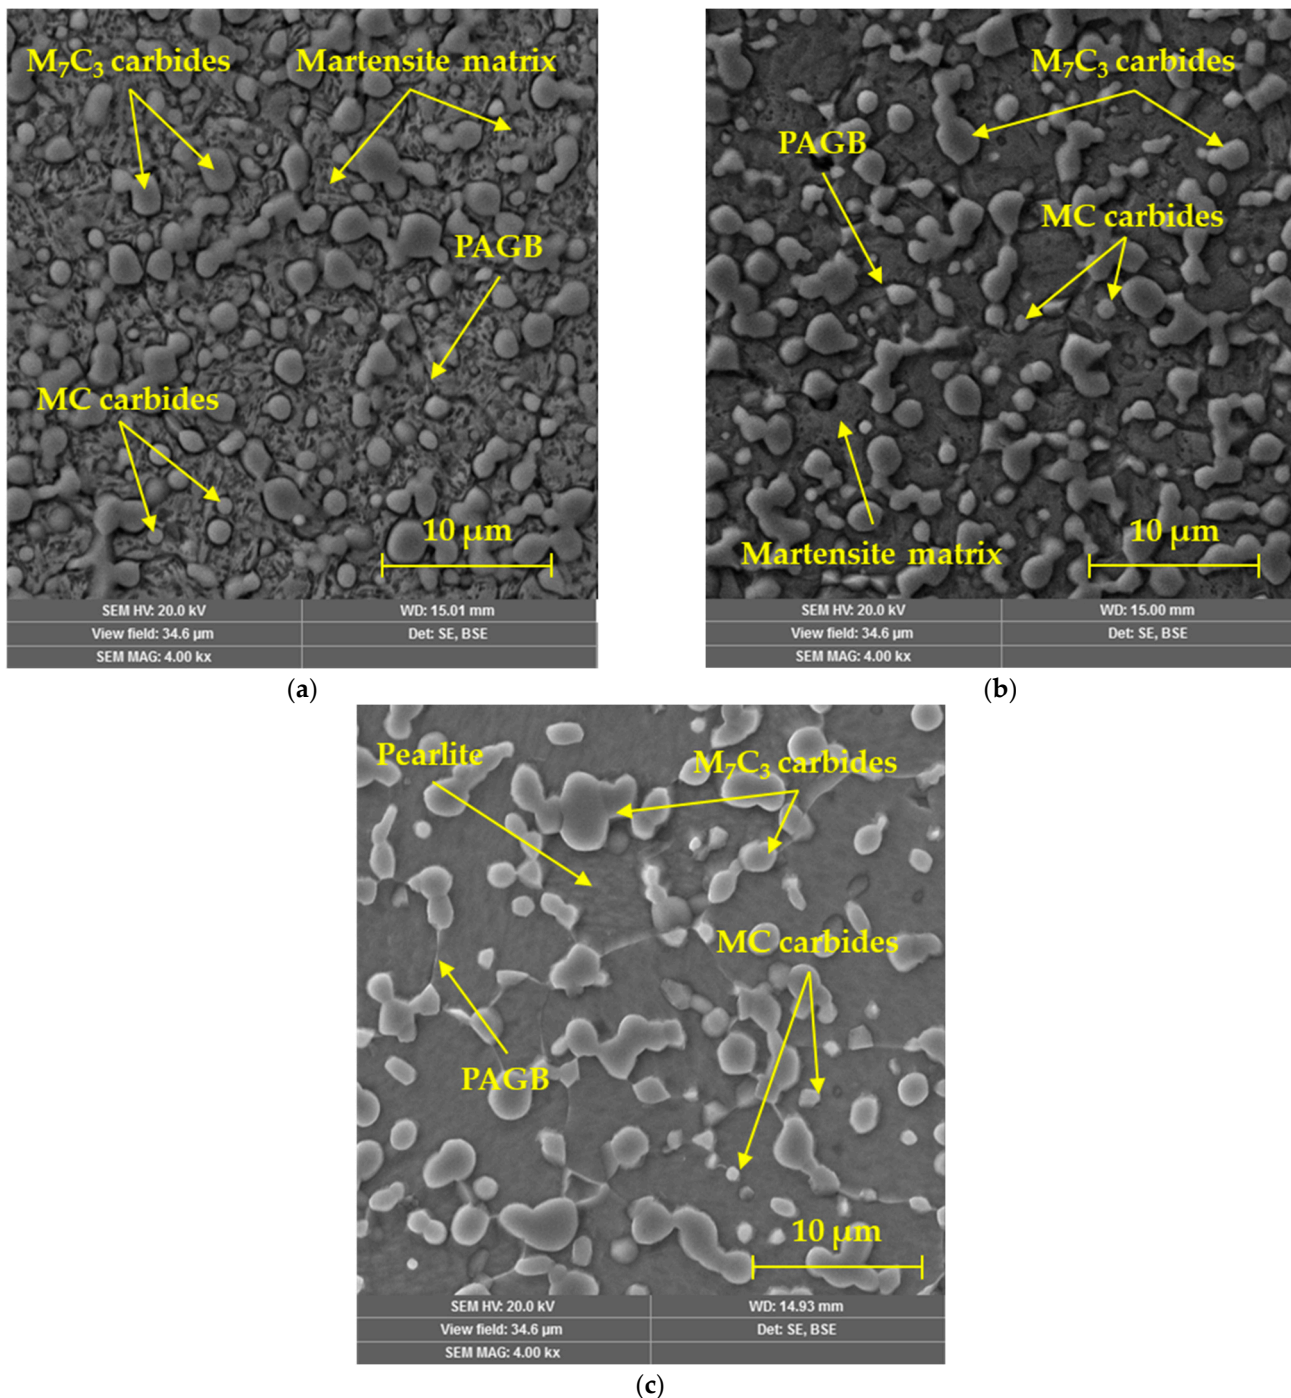 M₇C₃ carbides
Martensite matrix
PAGB
MC carbides
10 μm
SEM HV: 20.0 kV
WD: 15.01 mm
View field: 34.6 μm
Det: SE, BSE
SEM MAG: 4.00 kx
(a)
M₇C₃ carbides
PAGB
MC carbides
10 μm
Martensite matrix
SEM HV: 20.0 kV
WD: 15.00 mm
View field: 34.6 μm
Det: SE, BSE
SEM MAG: 4.00 kx
(b)
Pearlite
M₇C₃ carbides
MC carbides
PAGB
10 μm
SEM HV: 20.0 kV
WD: 14.93 mm
View field: 34.6 μm
Det: SE, BSE
SEM MAG: 4.00 kx
(c)